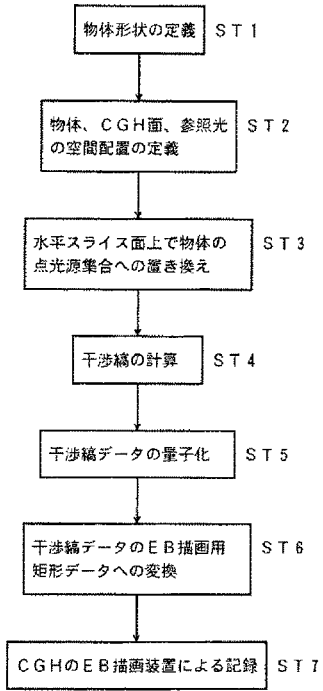 物体形状の定義 ST1
物体、CGH面、参照光 ST2
の空間配置の定義
水平スライス面上で物体の ST3
点光源集合への置き換え
干渉縞の計算 ST4
干渉縞データの量子化 ST5
干渉縞データのEB描画用 ST6
矩形データへの変換
CGHのEB描画装置による記録 ST7